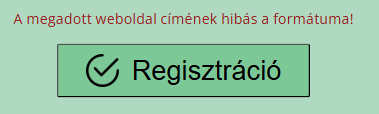 A megadott weboldal címének hibás a formátuma!
Regisztráció